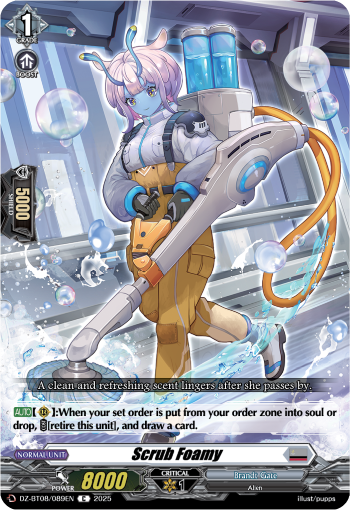 1
GRADE
BOOST
5000
SHIELD
A clean and refreshing scent lingers after she passes by.
AUTO【 】:When your set order is put from your order zone into soul or
drop, [retire this unit], and draw a card.
(NORMAL UNIT)
Scrub Foamy
POWER 8000
CRITICAL
1
Brandt Gate
Alien
DZ-BT08/089EN C 2025
illust/pupps